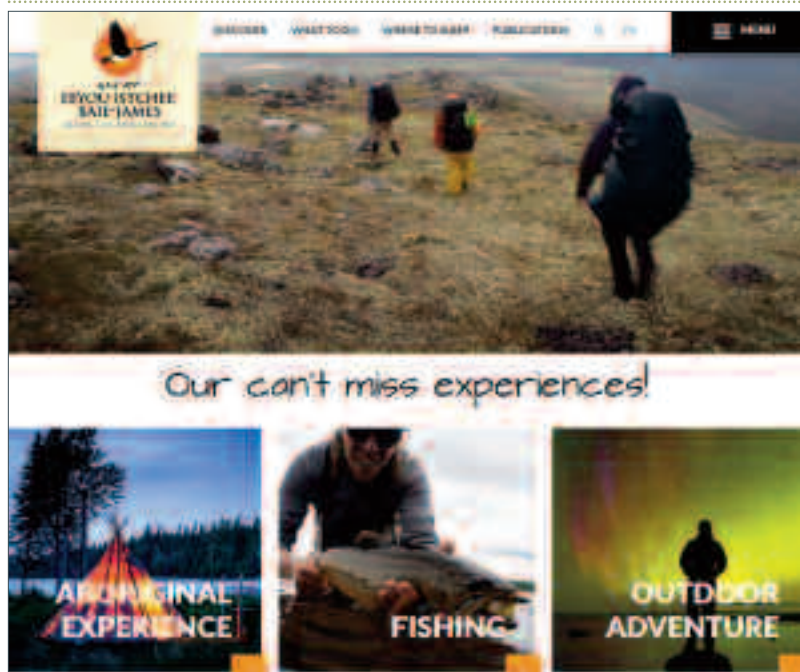 DISCOVER WHAT TO DO WHERE TO SLEEP PUBLICATIONS
MENU
EEYOU ISTCHEE
BAIE-JAMES
Our can't miss experiences!
ABORIGINAL
EXPERIENCE
FISHING
OUTDOOR
ADVENTURE